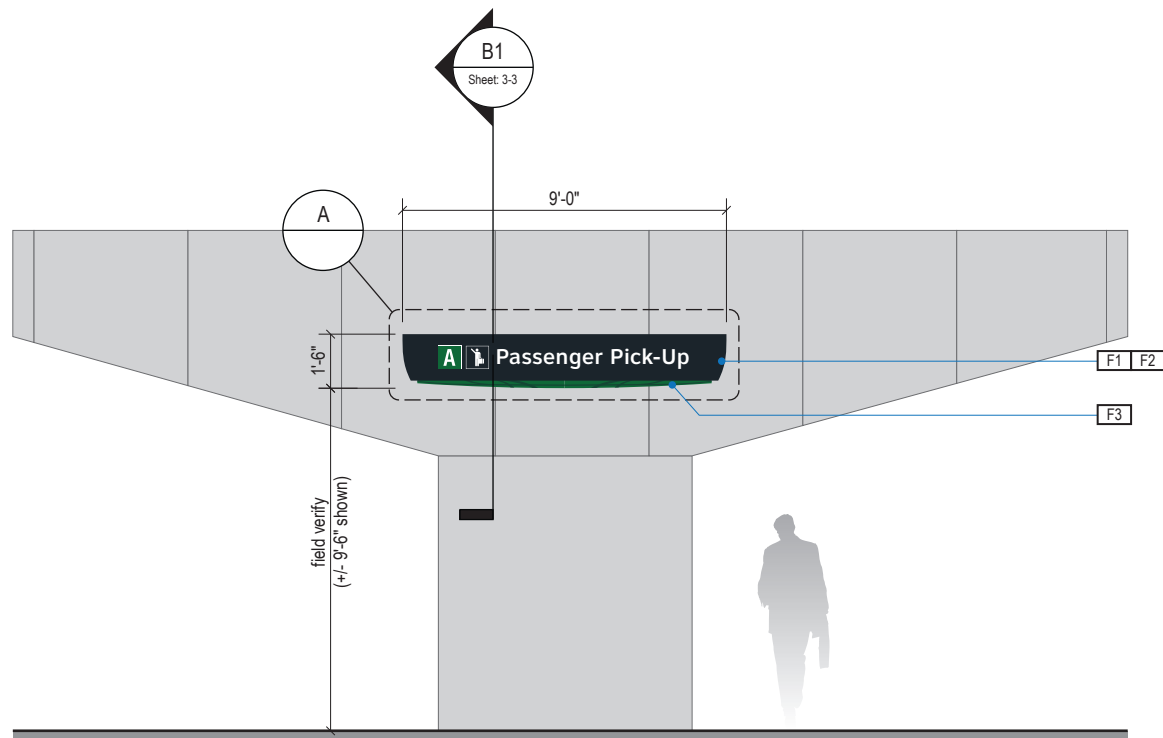 B1
Sheet: 3-3
9'-0"
A
1'-6"
A Passenger Pick-Up
F1 F2
F3
field verify
(+/- 9'-6" shown)